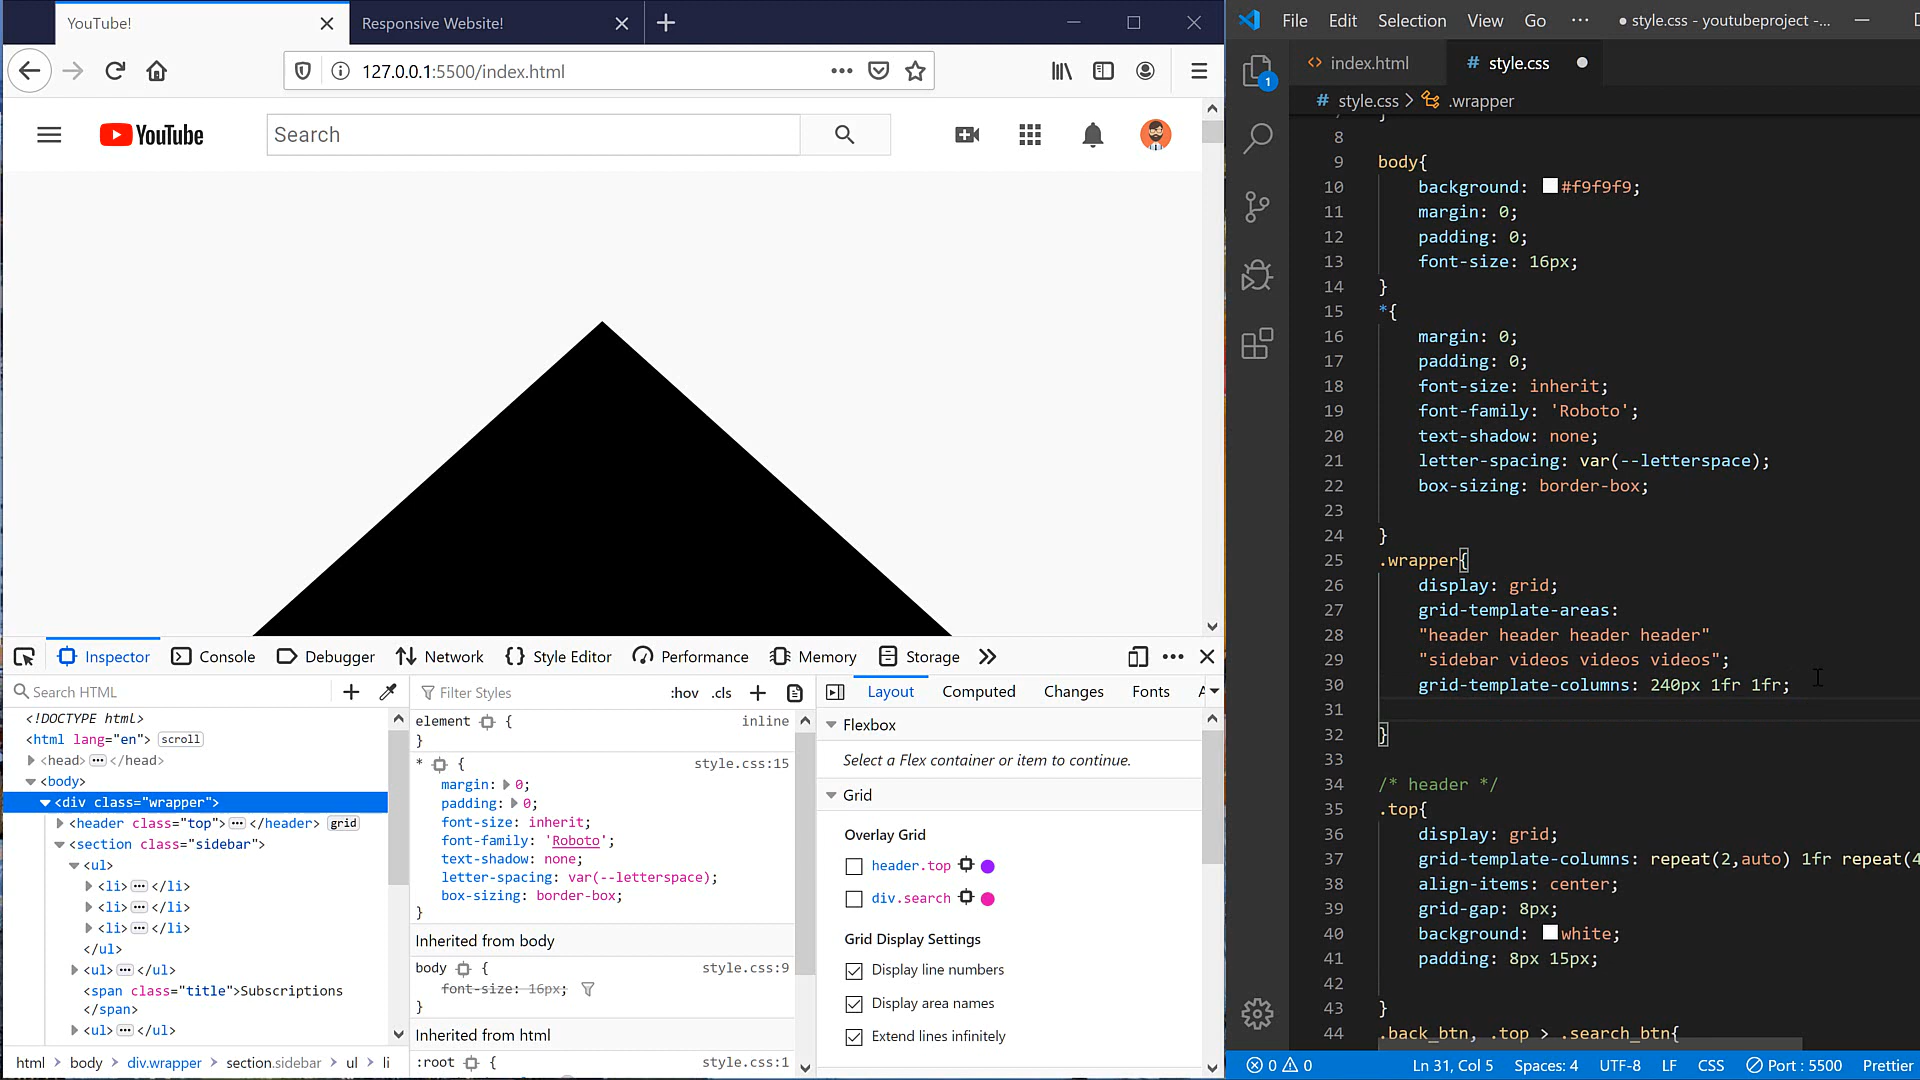 YouTube!
Responsive Website!
127.0.0.1:5500/index.html
YouTube
Search
Inspector
Console
Debugger
Network
Style Editor
Performance
Memory
Storage
Search HTML
<!DOCTYPE html>
<html lang="en"> scroll
<head> ••• </head>
<body>
<div class="wrapper">
<header class="top"> ••• </header> grid
<section class="sidebar">
<ul>
<li> ••• </li>
<li> ••• </li>
<li> ••• </li>
</ul>
<ul> ••• </ul>
<span class="title">Subscriptions
</span>
<ul> ••• </ul>
html > body > div.wrapper > section.sidebar > ul > li
Filter Styles
:hov .cls
element { inline
}
* { style.css:15
margin: 0;
padding: 0;
font-size: inherit;
font-family: 'Roboto';
text-shadow: none;
letter-spacing: var(--letterspace);
box-sizing: border-box;
}
Inherited from body
body { style.css:9
font-size: 16px;
}
Inherited from html
:root { style.css:1
Layout
Computed
Changes
Fonts
Flexbox
Select a Flex container or item to continue.
Grid
Overlay Grid
header.top
div.search
Grid Display Settings
Display line numbers
Display area names
Extend lines infinitely
File Edit Selection View Go ••• ● style.css - youtubeproject -...
<> index.html
# style.css ●
# style.css > .wrapper
1
8
9 body{
10 background: #f9f9f9;
11 margin: 0;
12 padding: 0;
13 font-size: 16px;
14 }
15 *{
16 margin: 0;
17 padding: 0;
18 font-size: inherit;
19 font-family: 'Roboto';
20 text-shadow: none;
21 letter-spacing: var(--letterspace);
22 box-sizing: border-box;
23
24 }
25 .wrapper{
26 display: grid;
27 grid-template-areas:
28 "header header header header"
29 "sidebar videos videos videos";
30 grid-template-columns: 240px 1fr 1fr;
31
32 }
33
34 /* header */
35 .top{
36 display: grid;
37 grid-template-columns: repeat(2,auto) 1fr repeat(4
38 align-items: center;
39 grid-gap: 8px;
40 background: white;
41 padding: 8px 15px;
42
43 }
44 .back_btn, .top > .search_btn{
0 0 Ln 31, Col 5 Spaces: 4 UTF-8 LF CSS Port : 5500 Prettier